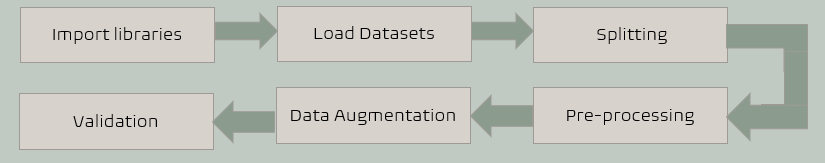 Import libraries
Load Datasets
Splitting
Pre-processing
Data Augmentation
Validation